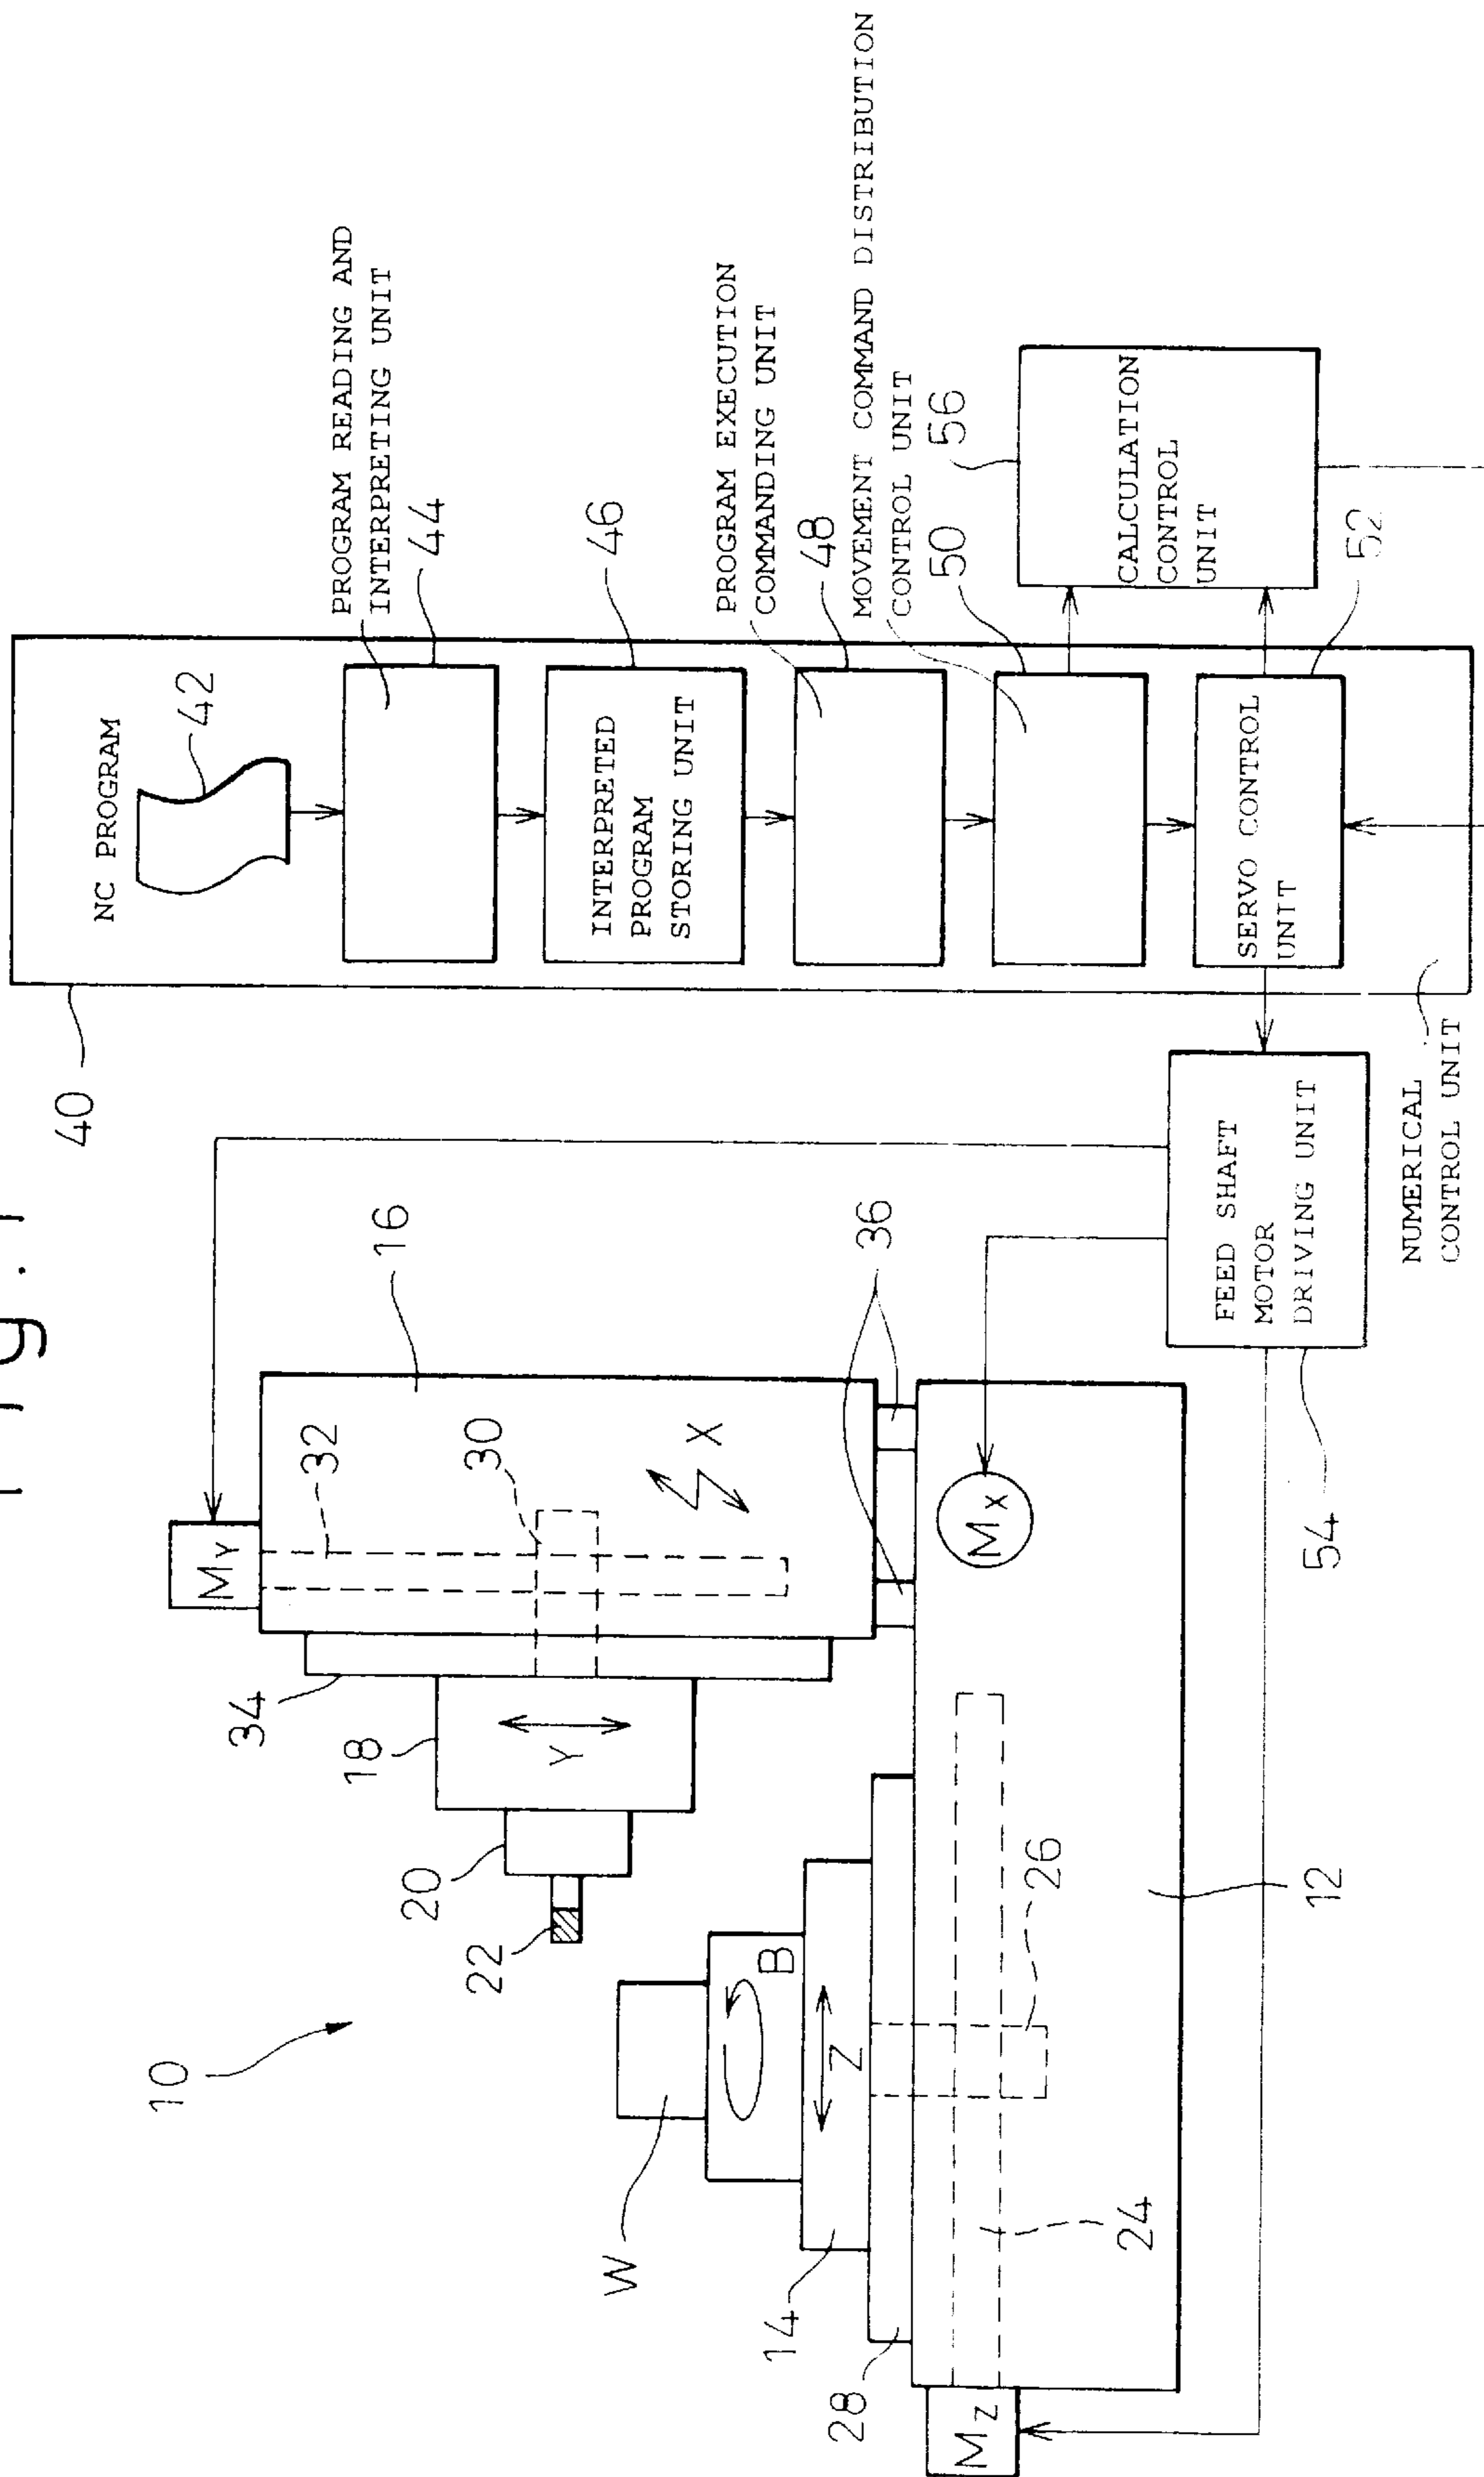 Fig. 1
10
40
NC PROGRAM
42
PROGRAM READING AND
INTERPRETING UNIT
44
INTERPRETED
PROGRAM
STORING UNIT
46
PROGRAM EXECUTION
COMMANDING UNIT
48
MOVEMENT COMMAND DISTRIBUTION
CONTROL UNIT
50
56
CALCULATION
CONTROL
UNIT
SERVO CONTROL
UNIT
52
NUMERICAL
CONTROL UNIT
FEED SHAFT
MOTOR
DRIVING UNIT
54
MY
32
16
30
X
34
18
Y
20
22
36
MX
W
B
Z
14
28
26
24
12
MZ